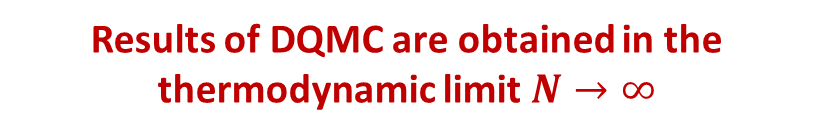 Results of DQMC are obtained in the
thermodynamic limit N → ∞